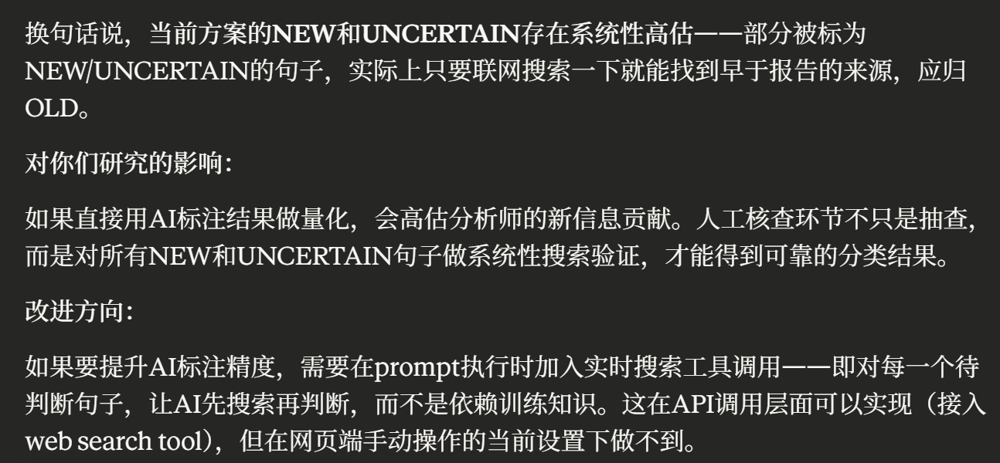 换句话说，当前方案的NEW和UNCERTAIN存在系统性高估——部分被标为
NEW/UNCERTAIN的句子，实际上只要联网搜索一下就能找到早于报告的来源，应归
OLD。
对你们研究的影响：
如果直接用AI标注结果做量化，会高估分析师的新信息贡献。人工核查环节不只是抽查，
而是对所有NEW和UNCERTAIN句子做系统性搜索验证，才能得到可靠的分类结果。
改进方向：
如果要提升AI标注精度，需要在prompt执行时加入实时搜索工具调用——即对每一个待
判断句子，让AI先搜索再判断，而不是依赖训练知识。这在API调用层面可以实现（接入
web search tool），但在网页端手动操作的当前设置下做不到。